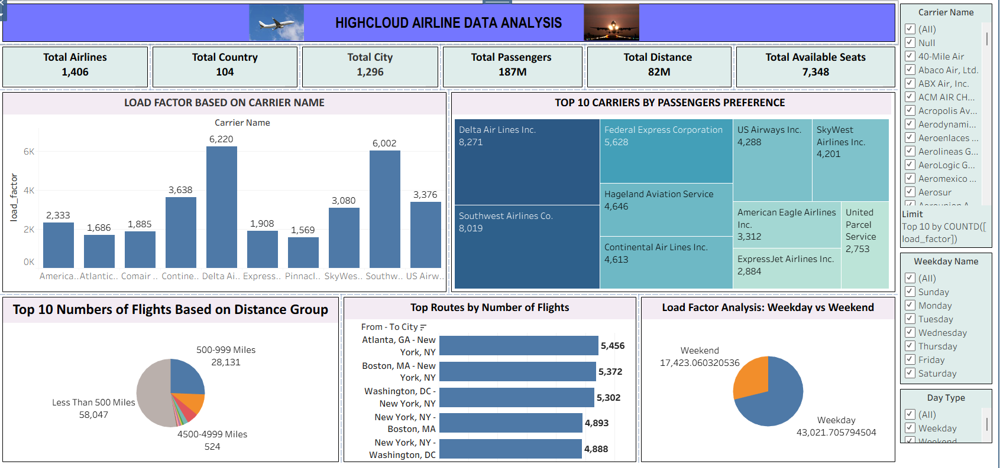 HIGHCLOUD AIRLINE DATA ANALYSIS
Total Airlines
1,406
Total Country
104
Total City
1,296
Total Passengers
187M
Total Distance
82M
Total Available Seats
7,348
LOAD FACTOR BASED ON CARRIER NAME
Carrier Name
load_factor
6K
4K
2K
0K
2,333
1,686
1,885
3,638
6,220
1,908
1,569
3,080
6,002
3,376
America..
Atlantic..
Comair ..
Contine..
Delta Ai..
Express..
Pinnacl..
SkyWes..
Southw..
US Airw..
TOP 10 CARRIERS BY PASSENGERS PREFERENCE
Delta Air Lines Inc.
8,271
Southwest Airlines Co.
8,019
Federal Express Corporation
5,628
Hageland Aviation Service
4,646
Continental Air Lines Inc.
4,613
US Airways Inc.
4,288
SkyWest
Airlines Inc.
4,201
American Eagle Airlines
Inc.
3,312
ExpressJet Airlines Inc.
2,884
United
Parcel
Service
2,753
Top 10 Numbers of Flights Based on Distance Group
500-999 Miles
28,131
Less Than 500 Miles
58,047
4500-4999 Miles
524
Top Routes by Number of Flights
From - To City
Atlanta, GA - New
York, NY
5,456
Boston, MA - New
York, NY
5,372
Washington, DC -
New York, NY
5,302
New York, NY -
Boston, MA
4,893
New York, NY -
Washington, DC
4,888
Load Factor Analysis: Weekday vs Weekend
Weekend
17,423.060320536
Weekday
43,021.705794504
Carrier Name
(All)
Null
40-Mile Air
Abaco Air, Ltd.
ABX Air, Inc.
ACM AIR CH...
Acropolis Av...
Aerodynami...
Aeroenlaces ...
Aerolineas G...
AeroLogic G...
Aeromexico ...
Aerosur
Limit
Top 10 by COUNTD([
load_factor])
Weekday Name
(All)
Sunday
Monday
Tuesday
Wednesday
Thursday
Friday
Saturday
Day Type
(All)
Weekday
Weekend